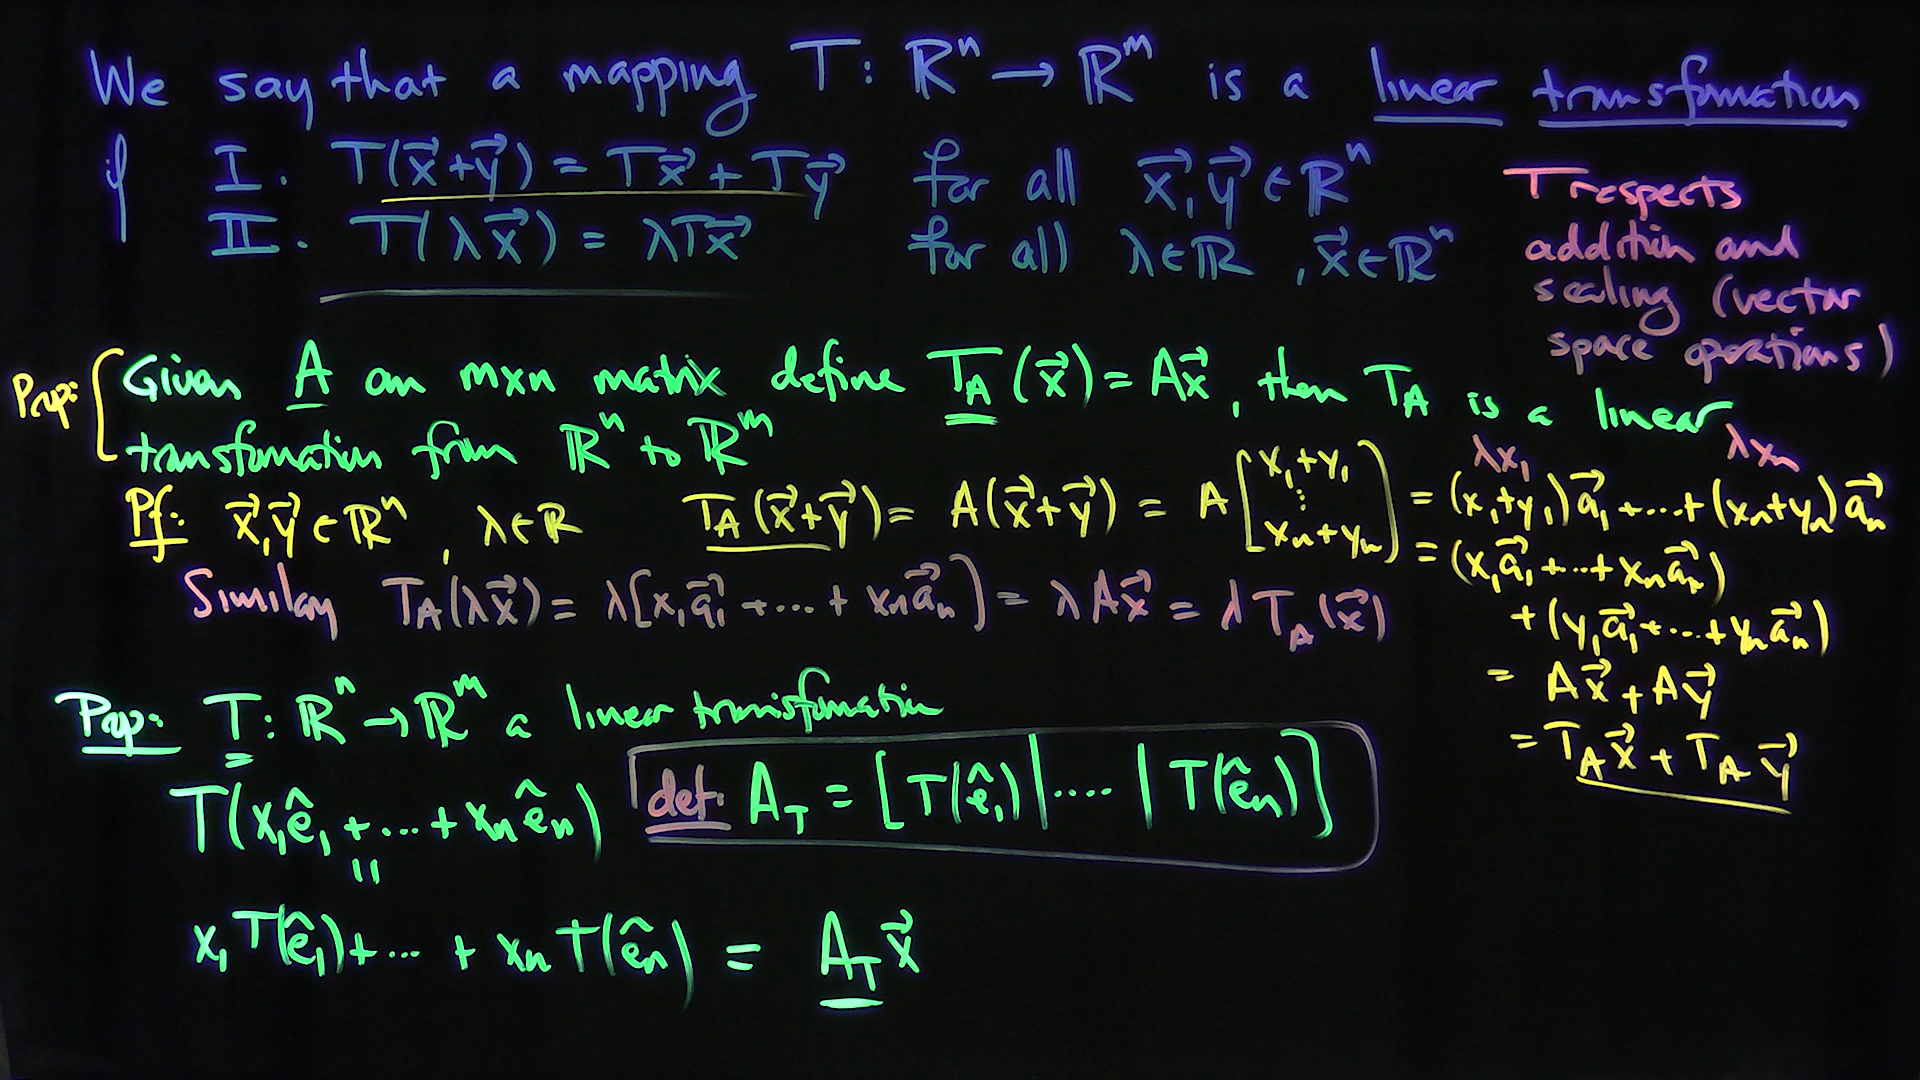 We say that a mapping T: ℝⁿ → ℝᵐ is a linear transfomation
if I. T(x⃗+y⃗) = Tx⃗ + Ty⃗ for all x⃗, y⃗ ∈ ℝⁿ
II. T(λx⃗) = λTx⃗ for all λ∈ℝ, x⃗∈ℝⁿ
T respects
addition and
scaling (vector
space operations)
Prop: Given A an m×n matrix define T_A(x⃗) = Ax⃗, then T_A is a linear
transfomation from ℝⁿ to ℝᵐ
λx₁ λxₙ
Pf: x⃗, y⃗ ∈ ℝⁿ, λ∈ℝ T_A(x⃗+y⃗) = A(x⃗+y⃗) = A[x₁+y₁ ⋮ xₙ+yₙ] = (x₁+y₁)a⃗₁ + ... + (xₙ+yₙ)a⃗ₙ
= (x₁a⃗₁ + ... + xₙa⃗ₙ)
+ (y₁a⃗₁ + ... + yₙa⃗ₙ)
= Ax⃗ + Ay⃗
= T_A x⃗ + T_A y⃗
Similary T_A(λx⃗) = λ[x₁a⃗₁ + ... + xₙa⃗ₙ] = λAx⃗ = λT_A(x⃗)
Prop: T: ℝⁿ → ℝᵐ a linear transfomation
def: A_T = [T(ê₁) | .... | T(êₙ)]
T(x₁ê₁ + ... + xₙêₙ)
=
x₁T(ê₁) + ... + xₙT(êₙ) = A_T x⃗